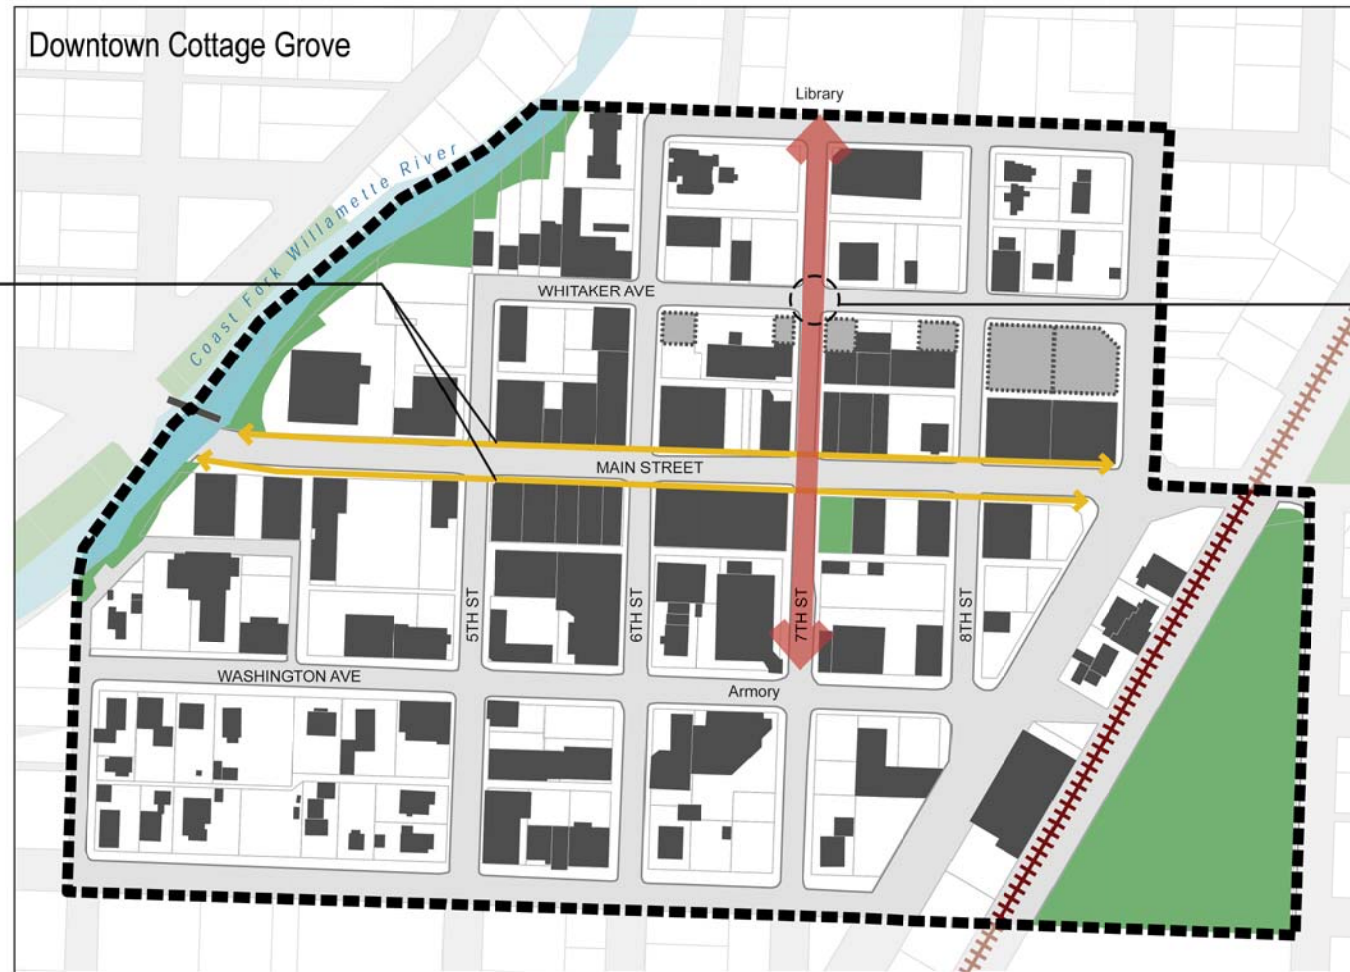 Downtown Cottage Grove
Library
Coast Fork Willamette River
WHITAKER AVE
MAIN STREET
5TH ST
6TH ST
7TH ST
8TH ST
WASHINGTON AVE
Armory